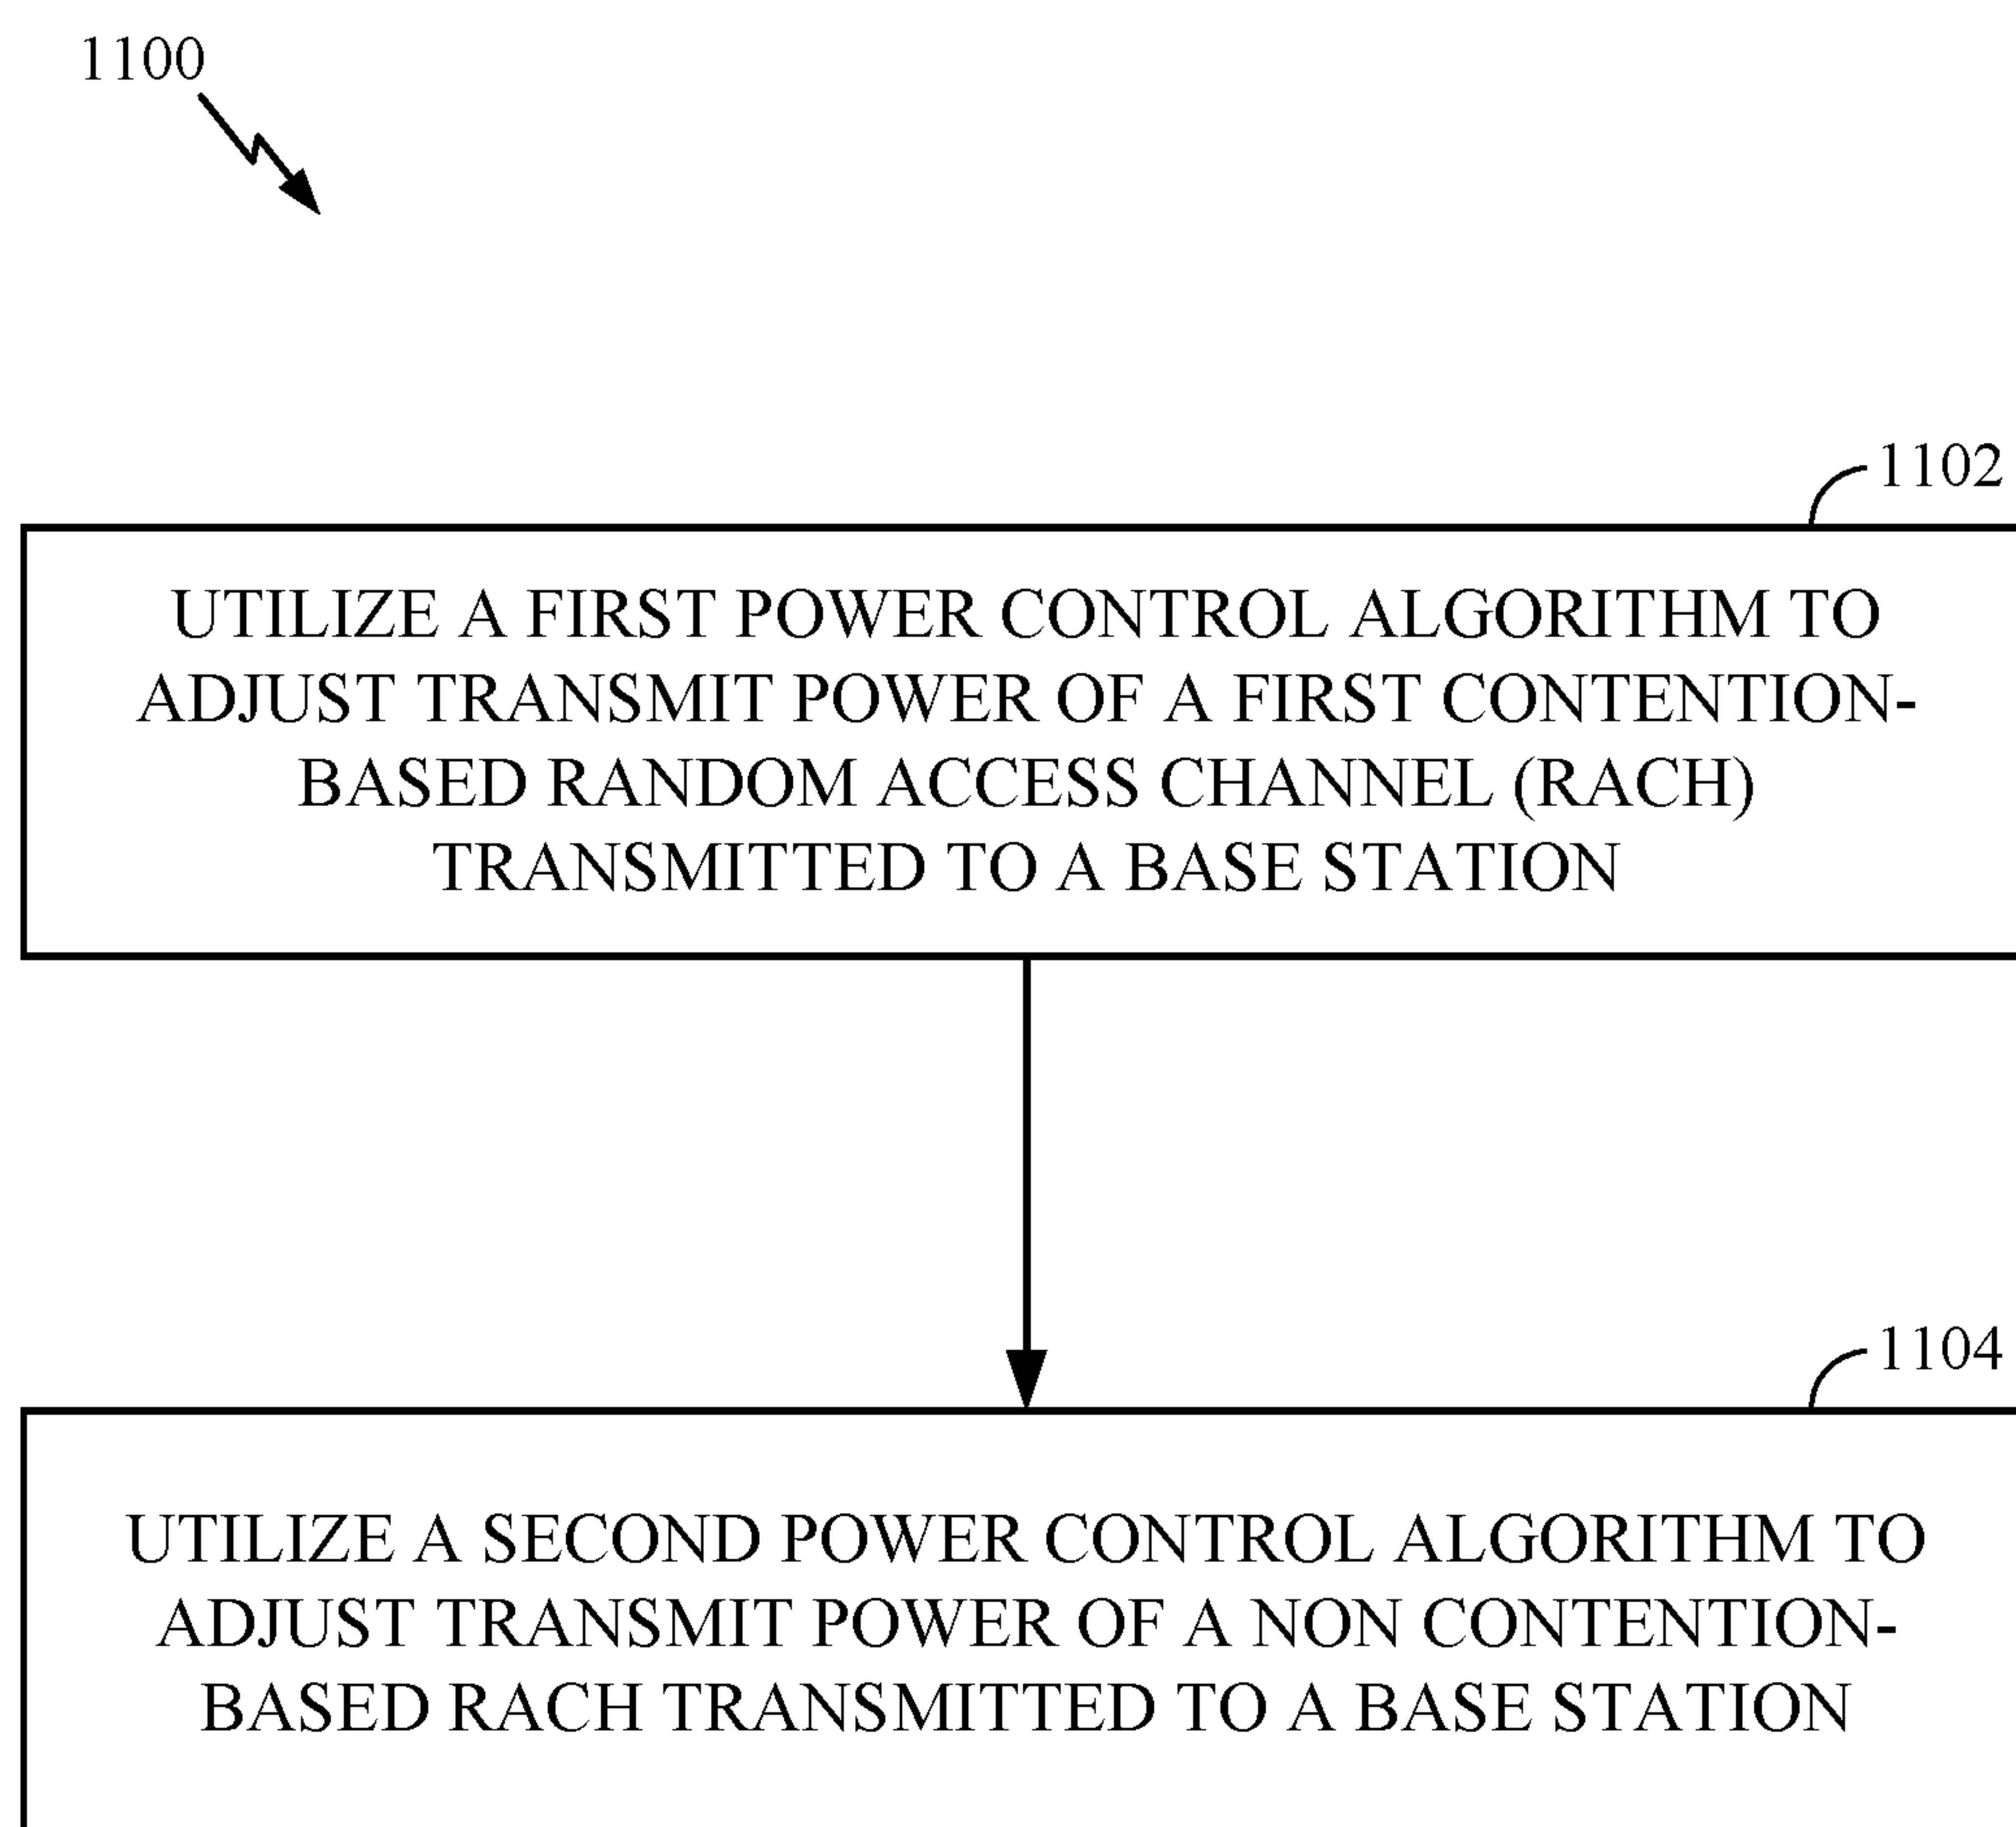 1100
1102
UTILIZE A FIRST POWER CONTROL ALGORITHM TO
ADJUST TRANSMIT POWER OF A FIRST CONTENTION-
BASED RANDOM ACCESS CHANNEL (RACH)
TRANSMITTED TO A BASE STATION
1104
UTILIZE A SECOND POWER CONTROL ALGORITHM TO
ADJUST TRANSMIT POWER OF A NON CONTENTION-
BASED RACH TRANSMITTED TO A BASE STATION